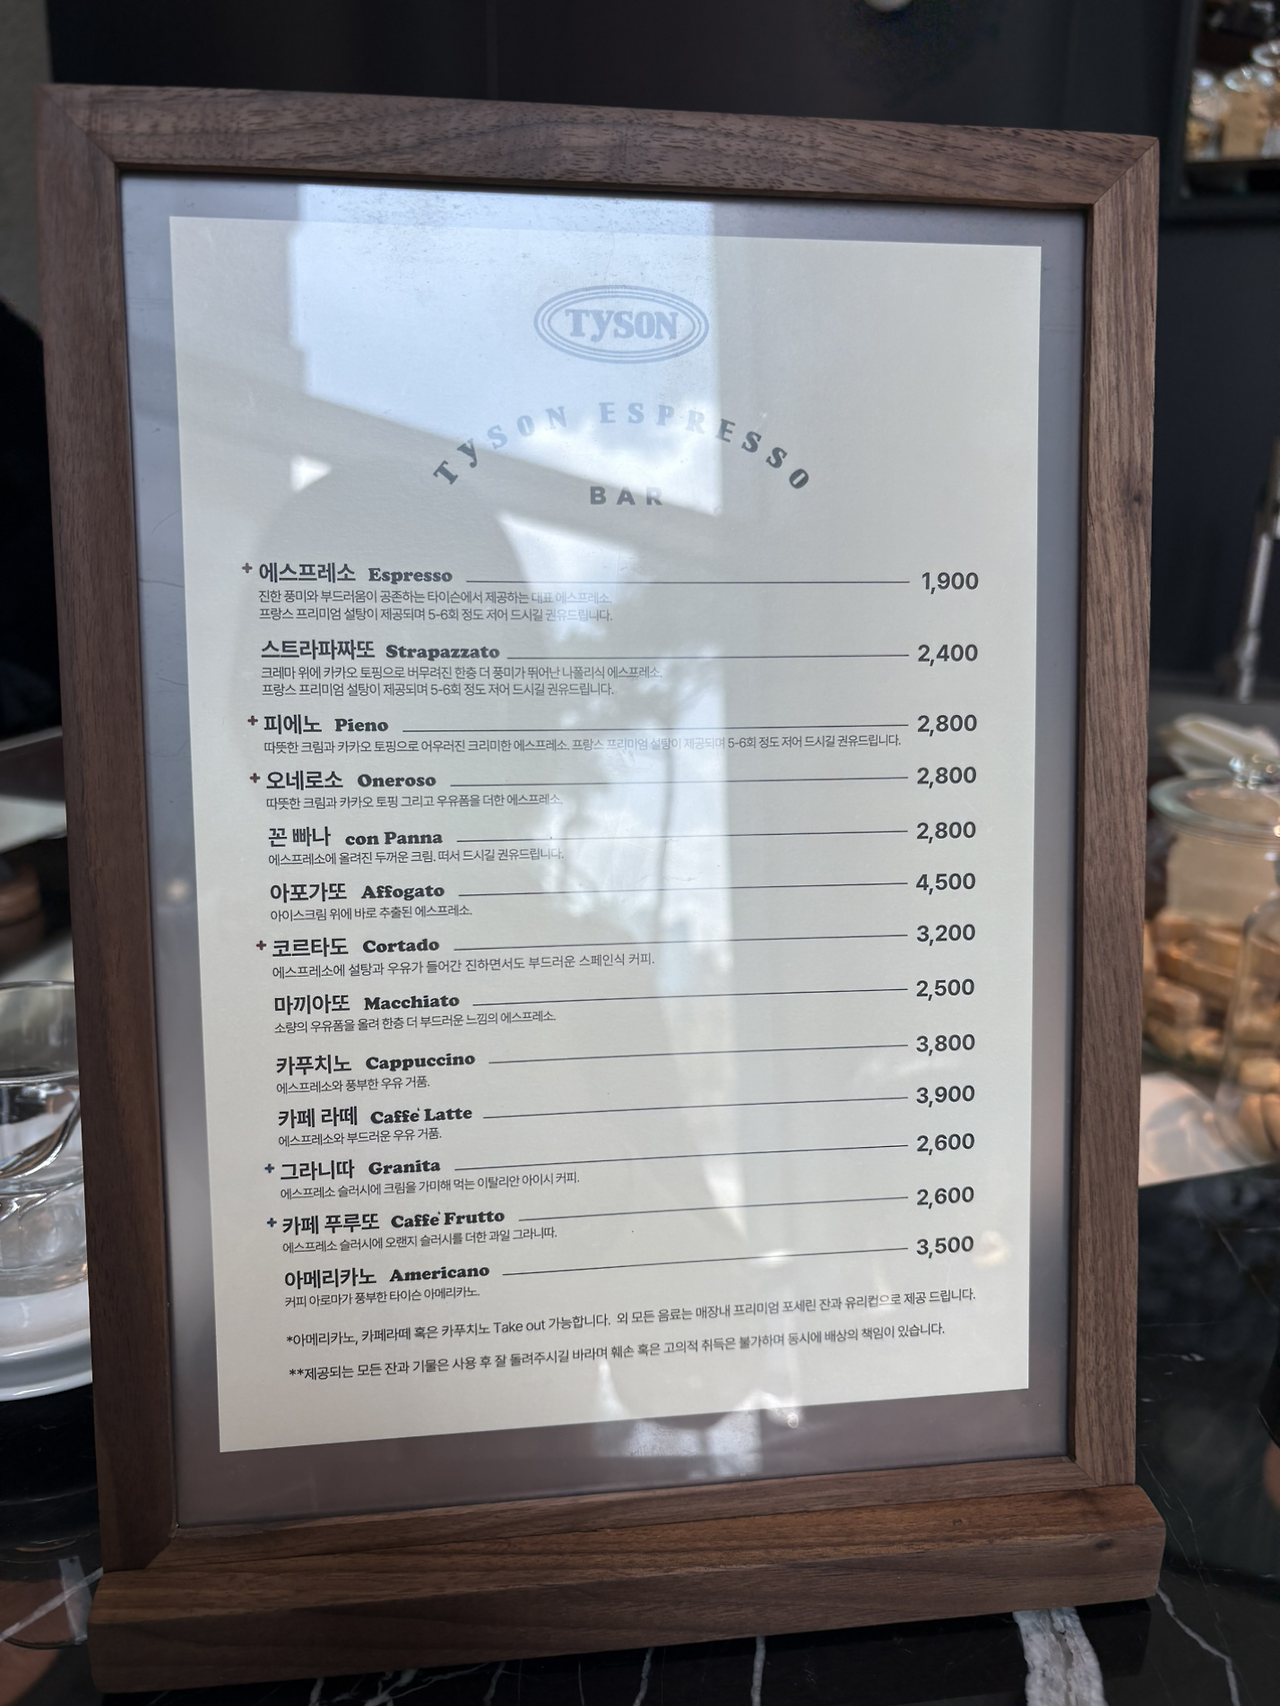 TYSON
TYSON ESPRESSO
BAR
+ 에스프레소 Espresso 1,900
진한 풍미와 부드러움이 공존하는 타이슨에서 제공하는 대표 에스프레소.
프랑스 프리미엄 설탕이 제공되며 5-6회 정도 저어 드시길 권유드립니다.
스트라파짜또 Strapazzato 2,400
크레마 위에 카카오 토핑으로 버무려진 한층 더 풍미가 뛰어난 나폴리식 에스프레소.
프랑스 프리미엄 설탕이 제공되며 5-6회 정도 저어 드시길 권유드립니다.
+ 피에노 Pieno 2,800
따뜻한 크림과 카카오 토핑으로 어우러진 크리미한 에스프레소. 프랑스 프리미엄 설탕이 제공되며 5-6회 정도 저어 드시길 권유드립니다.
+ 오네로소 Oneroso 2,800
따뜻한 크림과 카카오 토핑 그리고 우유폼을 더한 에스프레소.
꼰 빠나 con Panna 2,800
에스프레소에 올려진 두꺼운 크림. 떠서 드시길 권유드립니다.
아포가또 Affogato 4,500
아이스크림 위에 바로 추출된 에스프레소.
+ 코르타도 Cortado 3,200
에스프레소에 설탕과 우유가 들어간 진하면서도 부드러운 스페인식 커피.
마끼아또 Macchiato 2,500
소량의 우유폼을 올려 한층 더 부드러운 느낌의 에스프레소.
카푸치노 Cappuccino 3,800
에스프레소와 풍부한 우유 거품.
카페 라떼 Caffe' Latte 3,900
에스프레소와 부드러운 우유 거품.
+ 그라니따 Granita 2,600
에스프레소 슬러시에 크림을 가미해 먹는 이탈리안 아이시 커피.
+ 카페 푸루또 Caffe' Frutto 2,600
에스프레소 슬러시에 오랜지 슬러시를 더한 과일 그라니따.
아메리카노 Americano 3,500
커피 아로마가 풍부한 타이슨 아메리카노.
*아메리카노, 카페라떼 혹은 카푸치노 Take out 가능합니다. 외 모든 음료는 매장내 프리미엄 포세린 잔과 유리컵으로 제공 드립니다.
**제공되는 모든 잔과 기물은 사용 후 잘 돌려주시길 바라며 훼손 혹은 고의적 취득은 불가하며 동시에 배상의 책임이 있습니다.